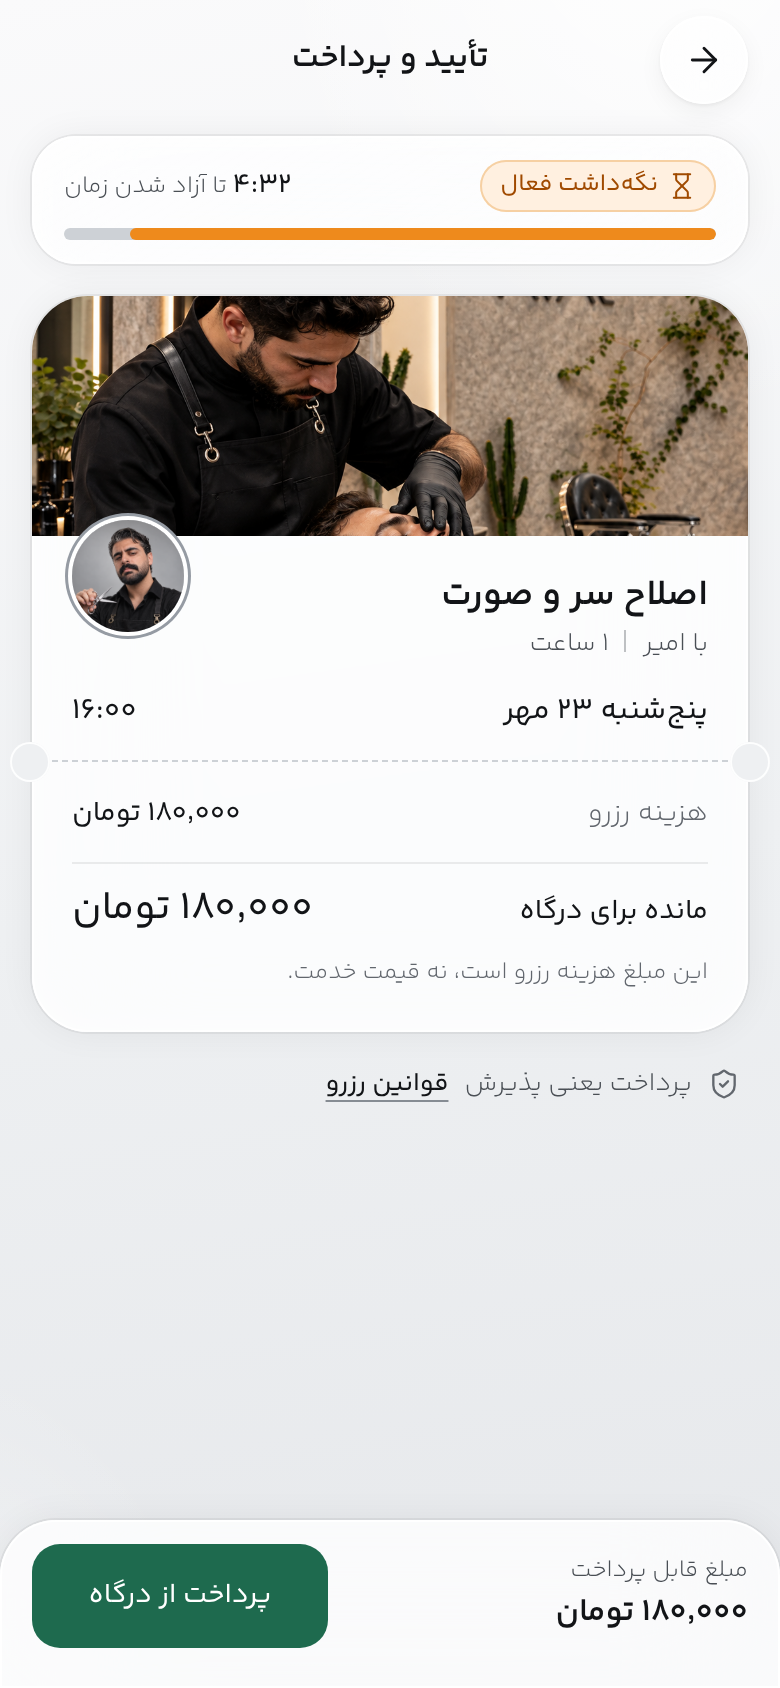 تأیید و پرداخت
نگه‌داشت فعال
۴:۳۲ تا آزاد شدن زمان
اصلاح سر و صورت
با امیر | ۱ ساعت
پنج‌شنبه ۲۳ مهر
۱۶:۰۰
هزینه رزرو
۱۸۰,۰۰۰ تومان
مانده برای درگاه
۱۸۰,۰۰۰ تومان
این مبلغ هزینه رزرو است، نه قیمت خدمت.
پرداخت یعنی پذیرش قوانین رزرو
مبلغ قابل پرداخت
۱۸۰,۰۰۰ تومان
پرداخت از درگاه